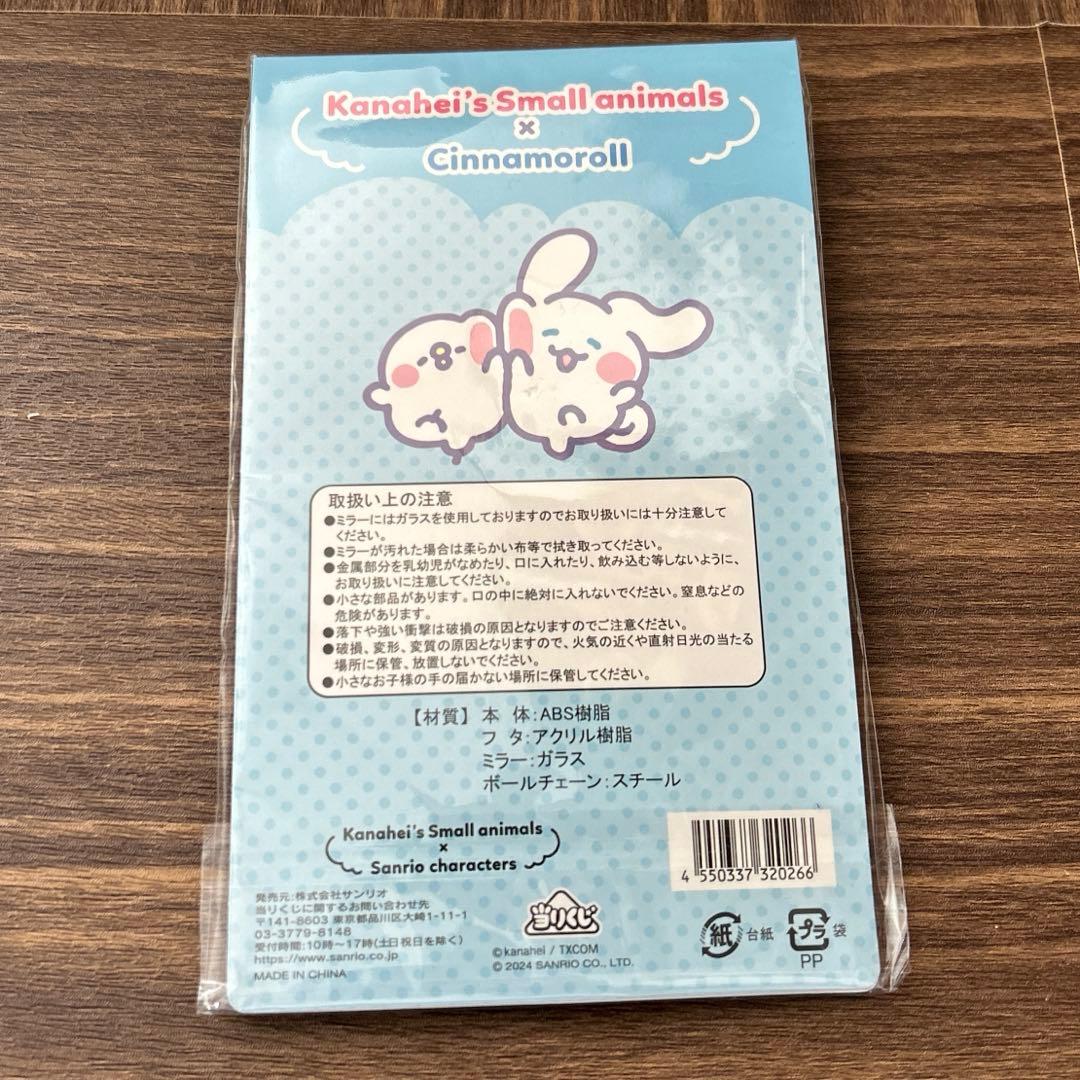 Kanahei's Small animals
×
Cinnamoroll
取扱い上の注意
●ミラーにはガラスを使用しておりますのでお取り扱いには十分注意して
ください。
●ミラーが汚れた場合は柔らかい布等で拭き取ってください。
●金属部分を乳幼児がなめたり、口に入れたり、飲み込む等しないように、
お取り扱いに注意してください。
●小さな部品があります。口の中に絶対に入れないでください。窒息などの
危険があります。
●落下や強い衝撃は破損の原因となりますのでご注意ください。
●破損、変形、変質の原因となりますので、火気の近くや直射日光の当たる
場所に保管、放置しないでください。
●小さなお子様の手の届かない場所に保管してください。
【材質】 本 体：ABS樹脂
フ タ：アクリル樹脂
ミラー：ガラス
ボールチェーン：スチール
Kanahei's Small animals
×
Sanrio characters
4 550337 320266
発売元：株式会社サンリオ
当りくじに関するお問い合わせ先
〒141-8603 東京都品川区大崎1-11-1
03-3779-8148
受付時間：10時～17時(土日祝日を除く)
https://www.sanrio.co.jp
MADE IN CHINA
当りくじ
©kanahei / TXCOM
© 2024 SANRIO CO., LTD.
紙 台紙
プラ 袋
PP